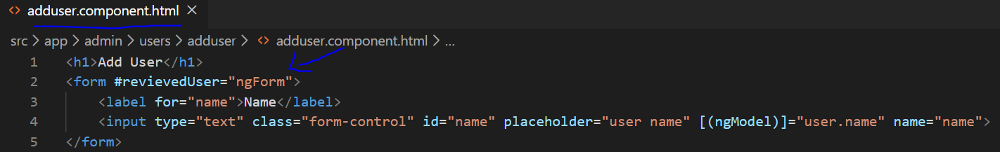 adduser.component.html
src > app > admin > users > adduser > <> adduser.component.html > ...
1 <h1>Add User</h1>
2 <form #revievedUser="ngForm">
3 <label for="name">Name</label>
4 <input type="text" class="form-control" id="name" placeholder="user name" [(ngModel)]="user.name" name="name">
5 </form>